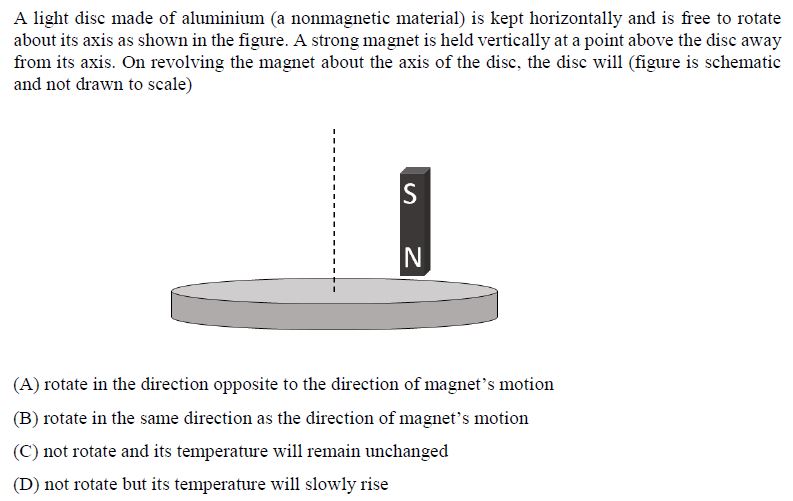 A light disc made of aluminium (a nonmagnetic material) is kept horizontally and is free to rotate
about its axis as shown in the figure. A strong magnet is held vertically at a point above the disc away
from its axis. On revolving the magnet about the axis of the disc, the disc will (figure is schematic
and not drawn to scale)
S
N
(A) rotate in the direction opposite to the direction of magnet's motion
(B) rotate in the same direction as the direction of magnet's motion
(C) not rotate and its temperature will remain unchanged
(D) not rotate but its temperature will slowly rise